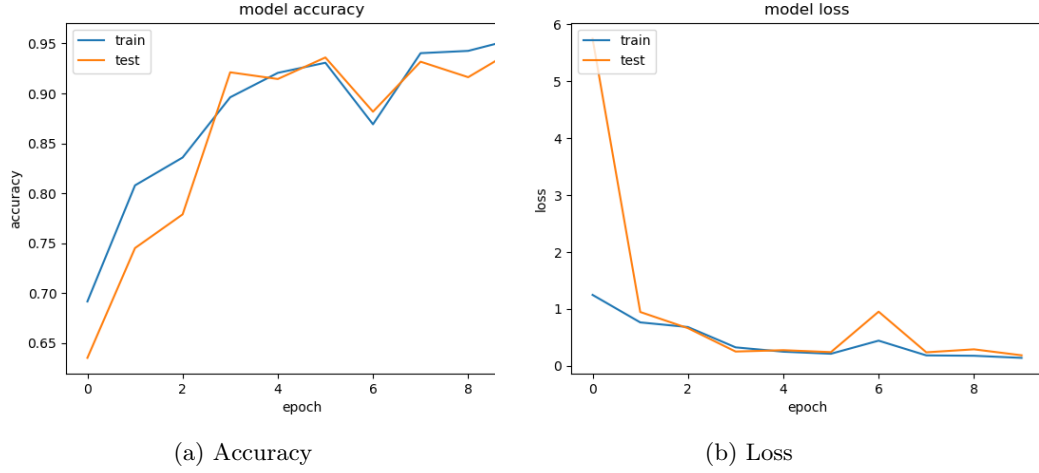 model accuracy
train
test
0.95
0.90
0.85
0.80
0.75
0.70
0.65
accuracy
0 2 4 6 8
epoch
(a) Accuracy
model loss
train
test
6
5
4
3
2
1
0
loss
0 2 4 6 8
epoch
(b) Loss